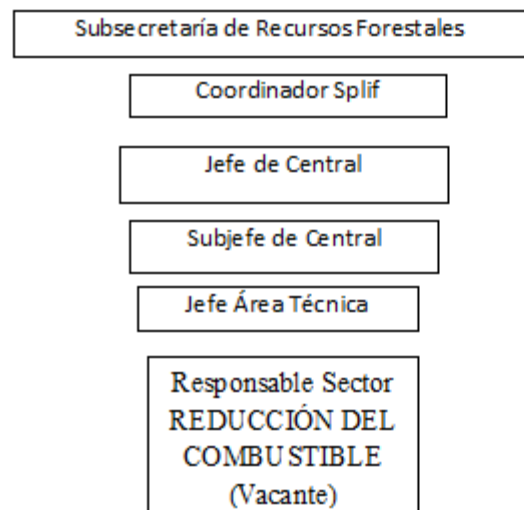 Subsecretaría de Recursos Forestales
Coordinador Splif
Jefe de Central
Subjefe de Central
Jefe Área Técnica
Responsable Sector
REDUCCIÓN DEL
COMBUSTIBLE
(Vacante)